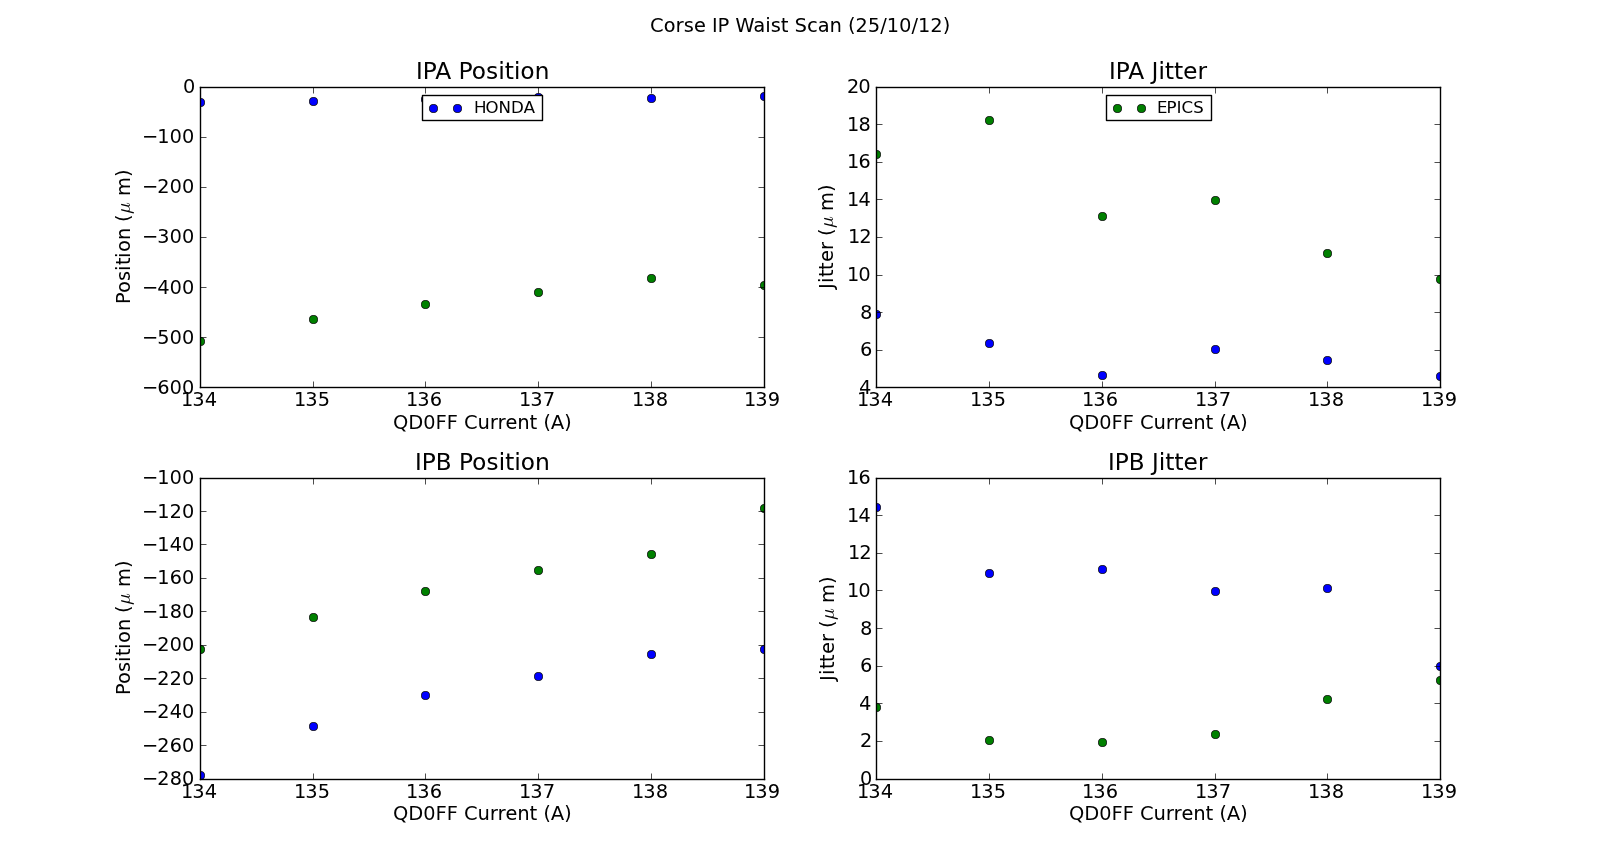 Corse IP Waist Scan (25/10/12)
IPA Position
0
−100
−200
−300
−400
−500
−600
Position (μ m)
HONDA
134 135 136 137 138 139
QD0FF Current (A)
IPA Jitter
20
18
16
14
12
10
8
6
4
Jitter (μ m)
EPICS
134 135 136 137 138 139
QD0FF Current (A)
IPB Position
−100
−120
−140
−160
−180
−200
−220
−240
−260
−280
Position (μ m)
134 135 136 137 138 139
QD0FF Current (A)
IPB Jitter
16
14
12
10
8
6
4
2
0
Jitter (μ m)
134 135 136 137 138 139
QD0FF Current (A)